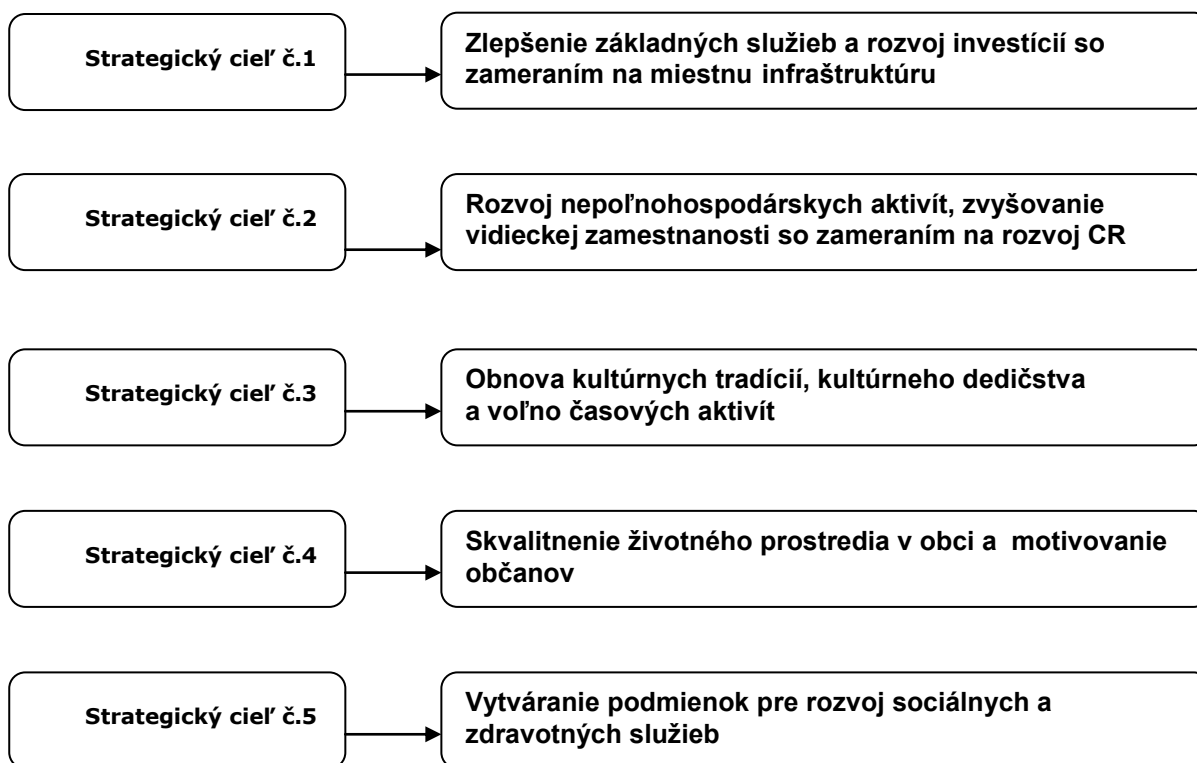 Strategický cieľ č.1
Zlepšenie základných služieb a rozvoj investícií so
zameraním na miestnu infraštruktúru
Strategický cieľ č.2
Rozvoj nepoľnohospodárskych aktivít, zvyšovanie
vidieckej zamestnanosti so zameraním na rozvoj CR
Strategický cieľ č.3
Obnova kultúrnych tradícií, kultúrneho dedičstva
a voľno časových aktivít
Strategický cieľ č.4
Skvalitnenie životného prostredia v obci a  motivovanie
občanov
Strategický cieľ č.5
Vytváranie podmienok pre rozvoj sociálnych a
zdravotných služieb